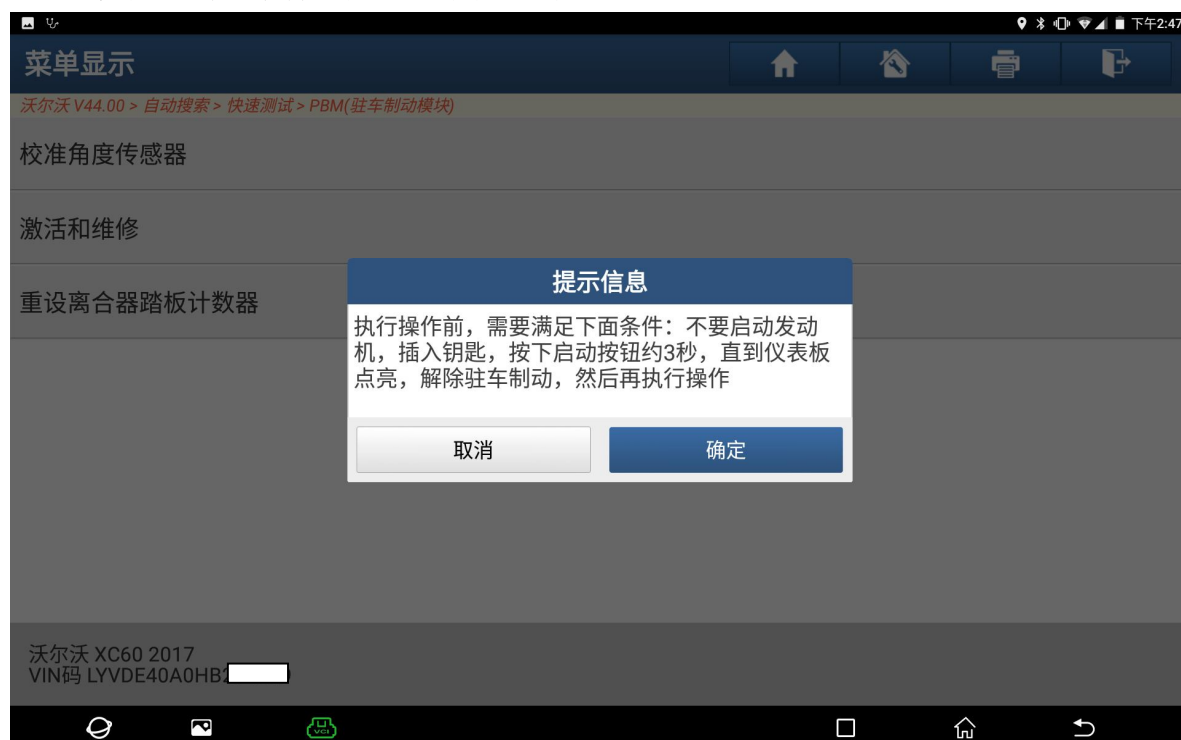 下午2:47
菜单显示
沃尔沃 V44.00 > 自动搜索 > 快速测试 > PBM(驻车制动模块)
校准角度传感器
激活和维修
重设离合器踏板计数器
提示信息
执行操作前，需要满足下面条件：不要启动发动
机，插入钥匙，按下启动按钮约3秒，直到仪表板
点亮，解除驻车制动，然后再执行操作
取消
确定
沃尔沃 XC60 2017
VIN码 LYVDE40A0HB2
VCI